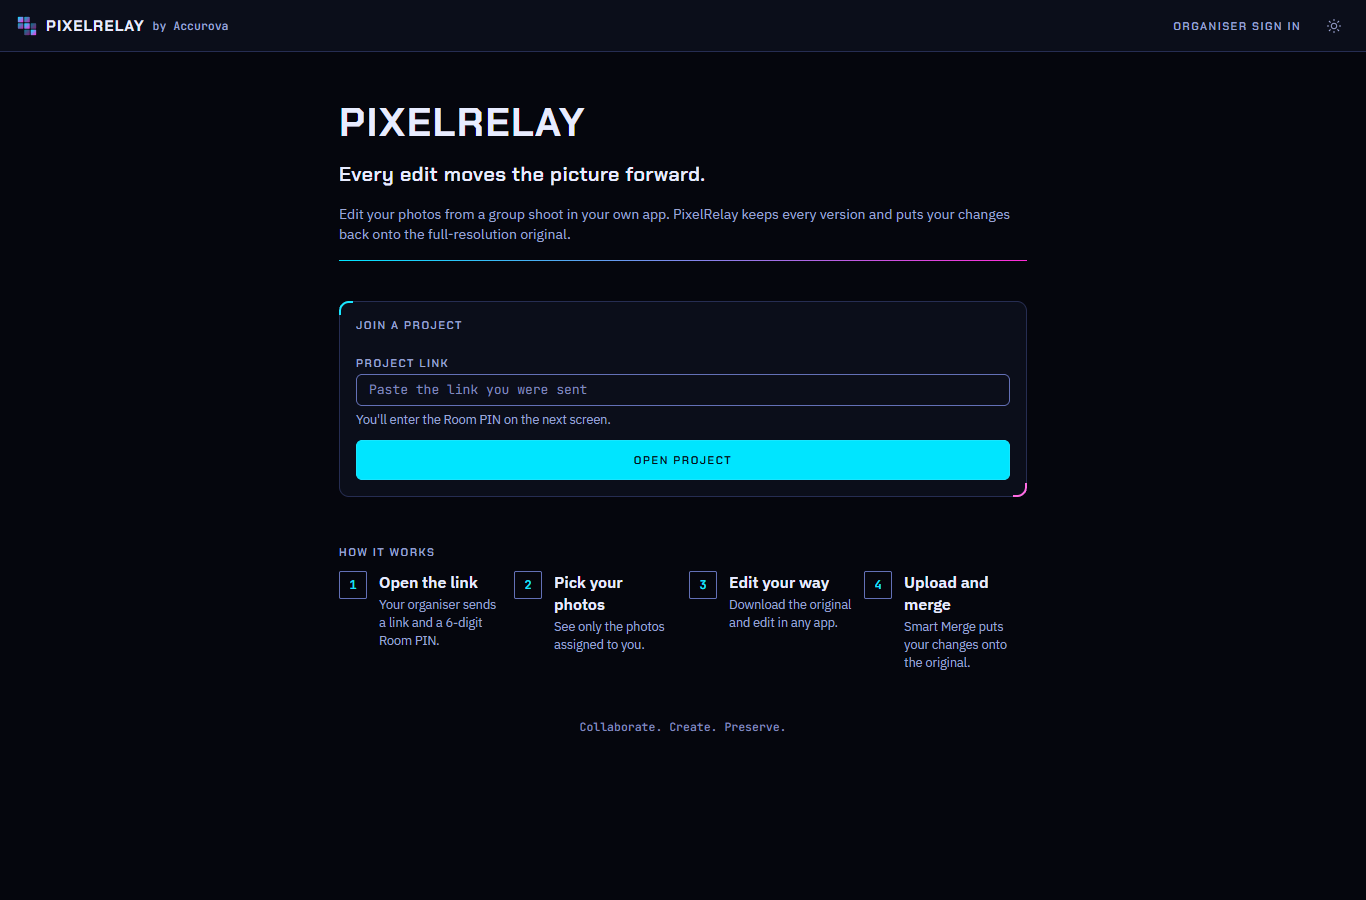 PIXELRELAY by Accurova
ORGANISER SIGN IN
PIXELRELAY
Every edit moves the picture forward.
Edit your photos from a group shoot in your own app. PixelRelay keeps every version and puts your changes
back onto the full-resolution original.
JOIN A PROJECT
PROJECT LINK
Paste the link you were sent
You'll enter the Room PIN on the next screen.
OPEN PROJECT
HOW IT WORKS
1
Open the link
Your organiser sends
a link and a 6-digit
Room PIN.
2
Pick your
photos
See only the photos
assigned to you.
3
Edit your way
Download the original
and edit in any app.
4
Upload and
merge
Smart Merge puts
your changes onto
the original.
Collaborate. Create. Preserve.